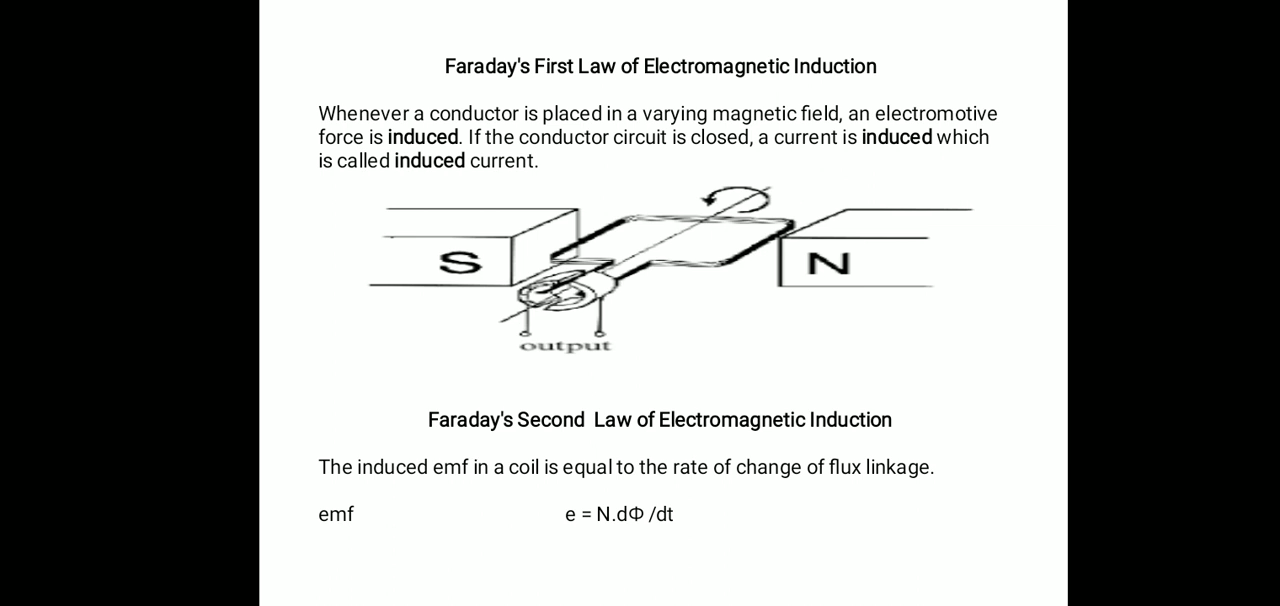 Faraday's First Law of Electromagnetic Induction
Whenever a conductor is placed in a varying magnetic field, an electromotive
force is induced. If the conductor circuit is closed, a current is induced which
is called induced current.
S
N
output
Faraday's Second  Law of Electromagnetic Induction
The induced emf in a coil is equal to the rate of change of flux linkage.
emf e = N.dΦ /dt